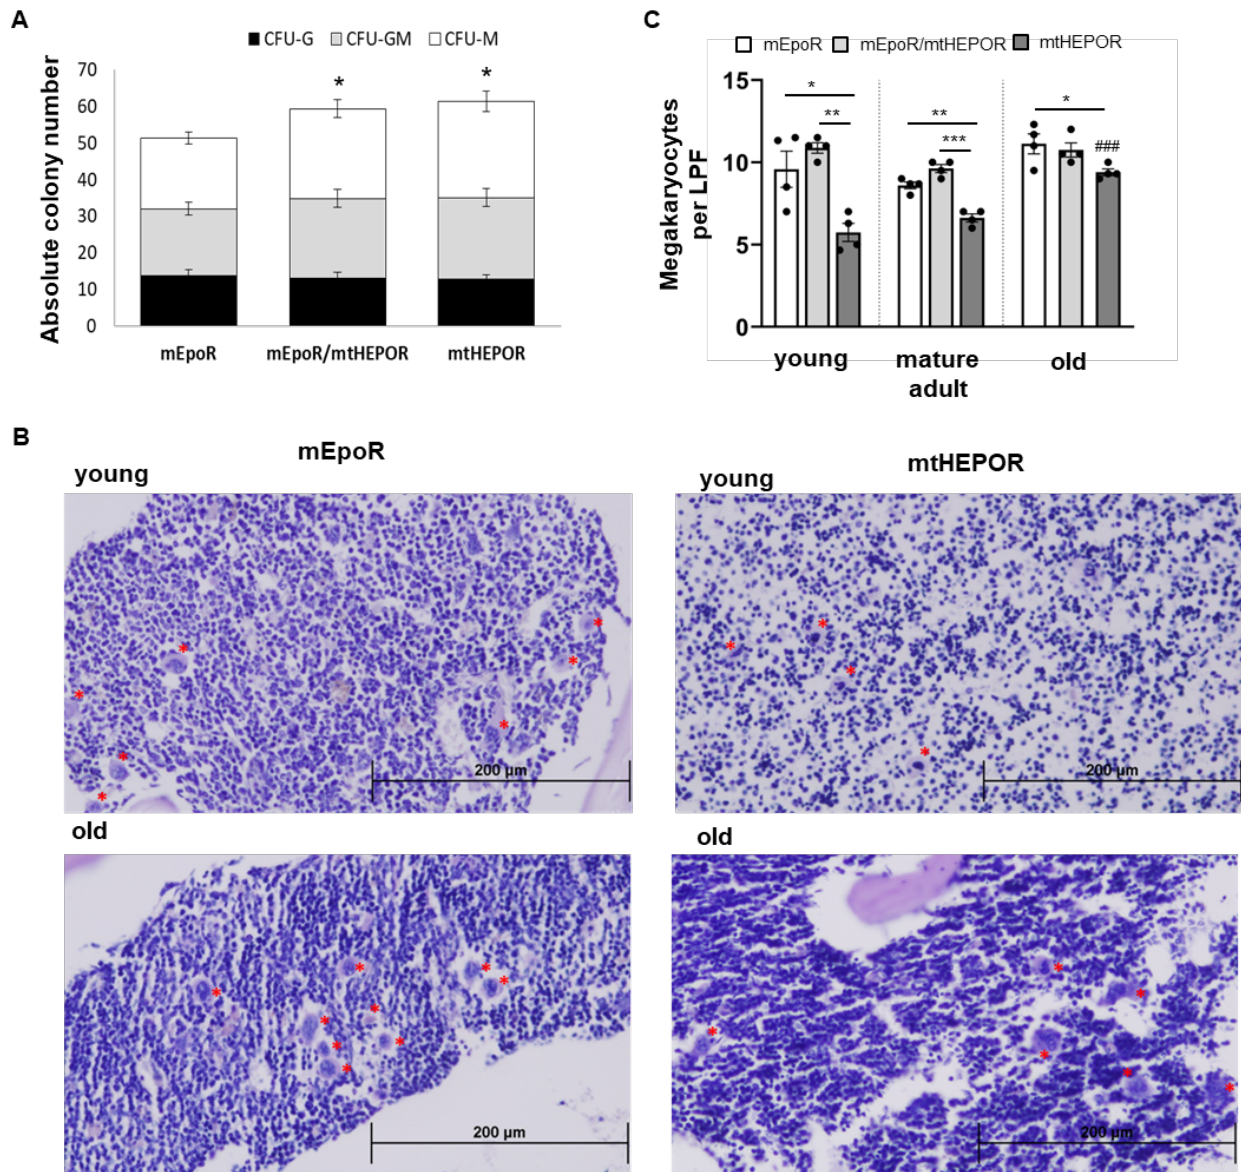 A
CFU-G CFU-GM CFU-M
Absolute colony number
70
60
50
40
30
20
10
0
*
*
mEpoR mEpoR/mtHEPOR mtHEPOR
C
mEpoR mEpoR/mtHEPOR mtHEPOR
Megakaryocytes
per LPF
15
10
5
0
*
**
**
***
*
###
young mature old
adult
B
mEpoR
mtHEPOR
young
young
200 µm
200 µm
old
old
200 µm
200 µm